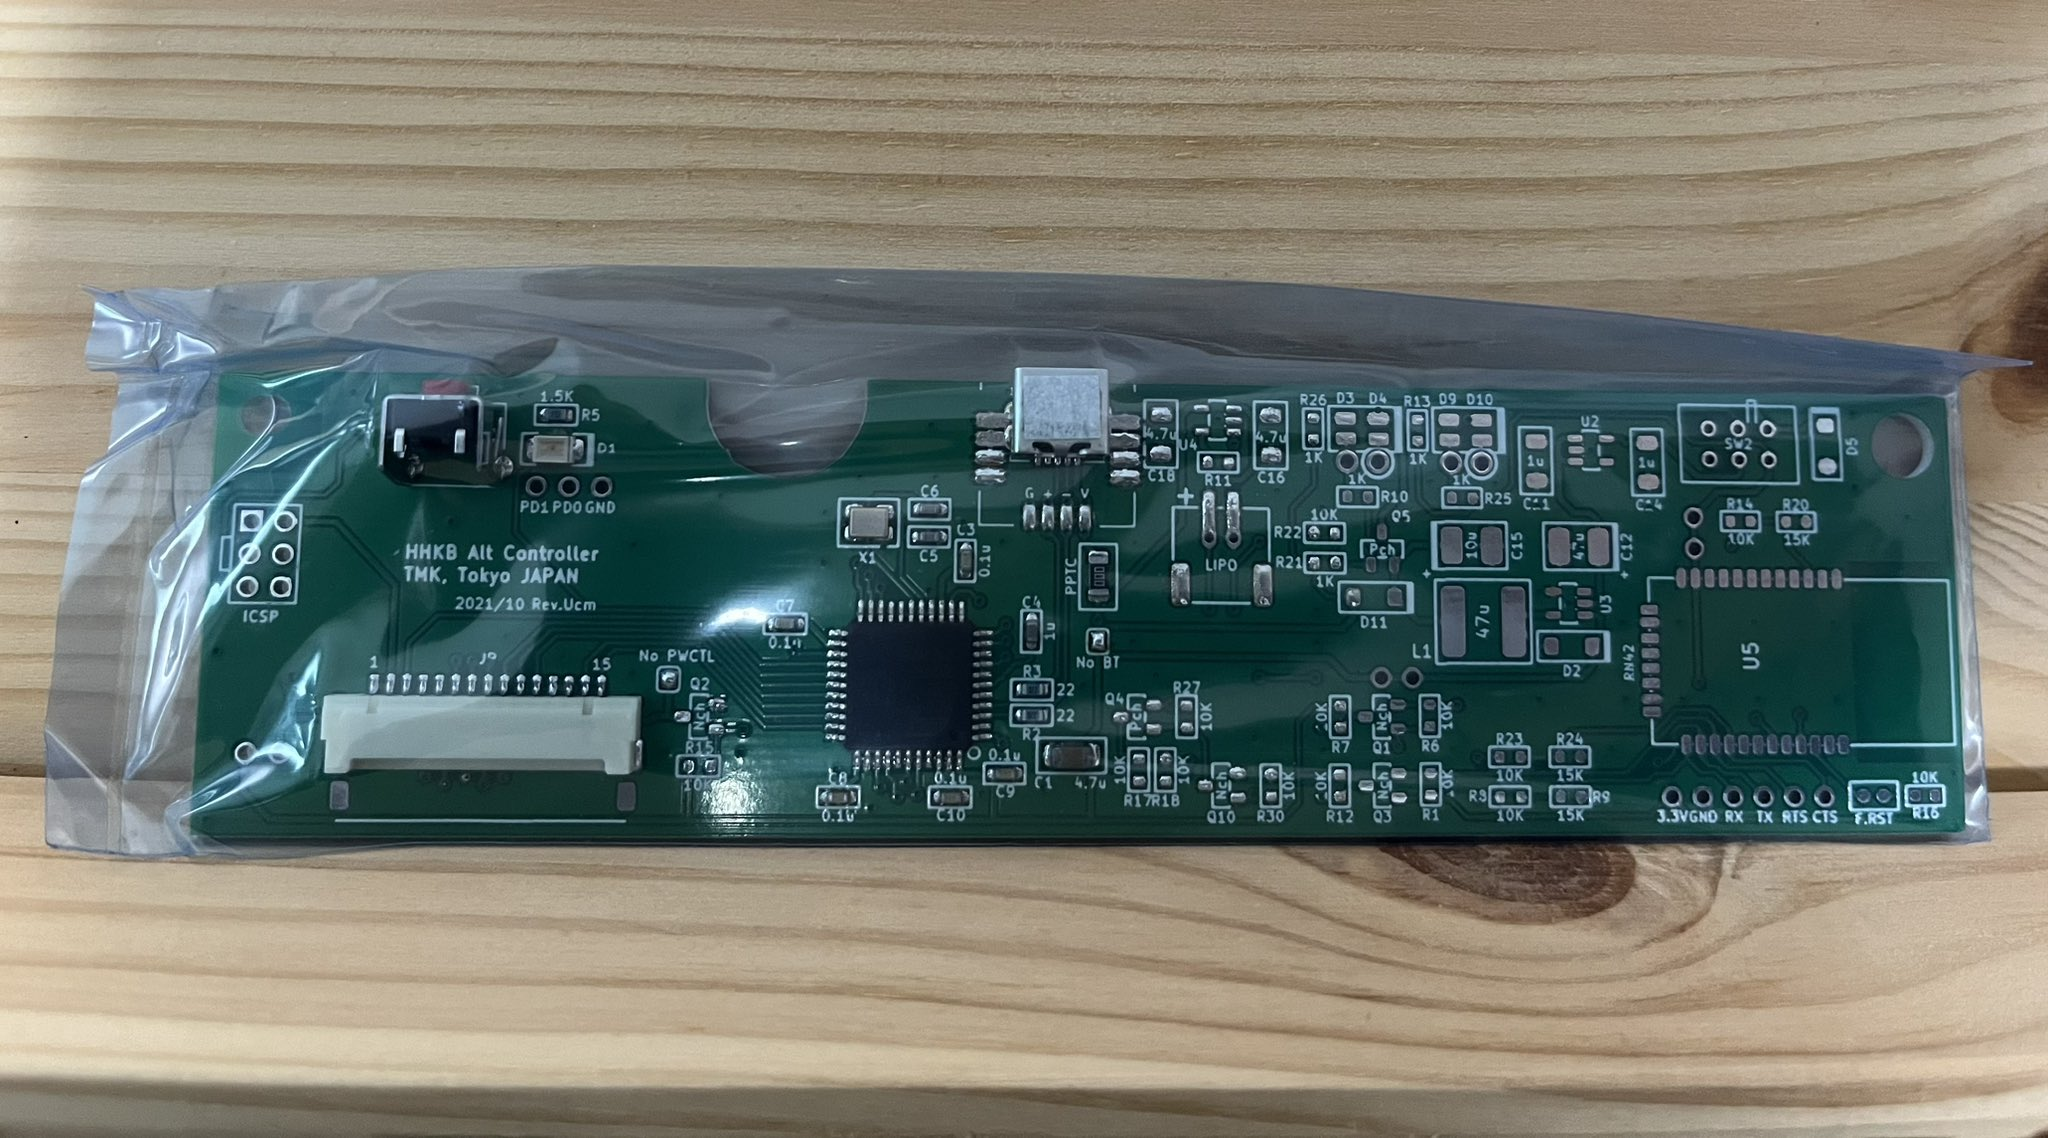 1.5K
R5
D1
PD1 PD0 GND
ICSP
HHKB Alt Controller
TMK, Tokyo JAPAN
2021/10 Rev.Ucm
1
15
No PWCTL
Q2
Nch
R15
10K
X1
C6
C5
C3
0.1u
C7
C4
1u
R3
22
22
R2
C8
0.1u
0.1u
C10
0.1u
C9
C1
4.7u
G + - V
PPTC
No BT
4.7u
C18
U4
R11
4.7u
C16
+
LIPO
R26
1K
D3 D4
R13
1K
D9 D10
1K
R10
1K
R25
10K
R22
R21
1K
Q5
Pch
D11
1u
U2
1u
10u
C15
47u
C12
+
+
L1
47u
U3
D2
SW2
D5
R14
10K
R20
15K
RN42
U5
Q4
Pch
R27
10K
10K
R17
R18
10K
Nch
Q10
R30
10K
10K
R7
Nch
Q1
R6
10K
10K
R12
Nch
Q3
R1
10K
R23
10K
R24
15K
R8
10K
R9
15K
3.3V GND RX TX RTS CTS
F.RST
10K
R16